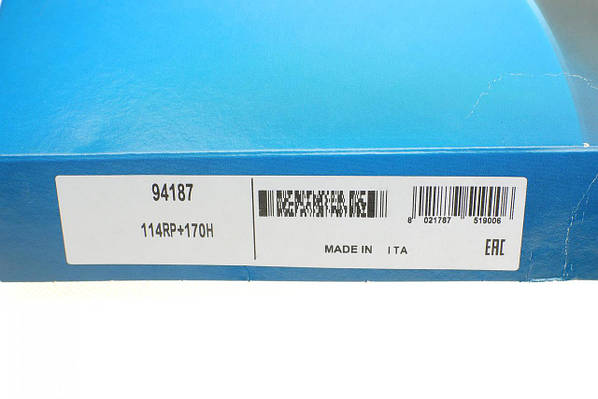 94187
114RP+170H
MADE IN ITA
8 021787 519006
EAC